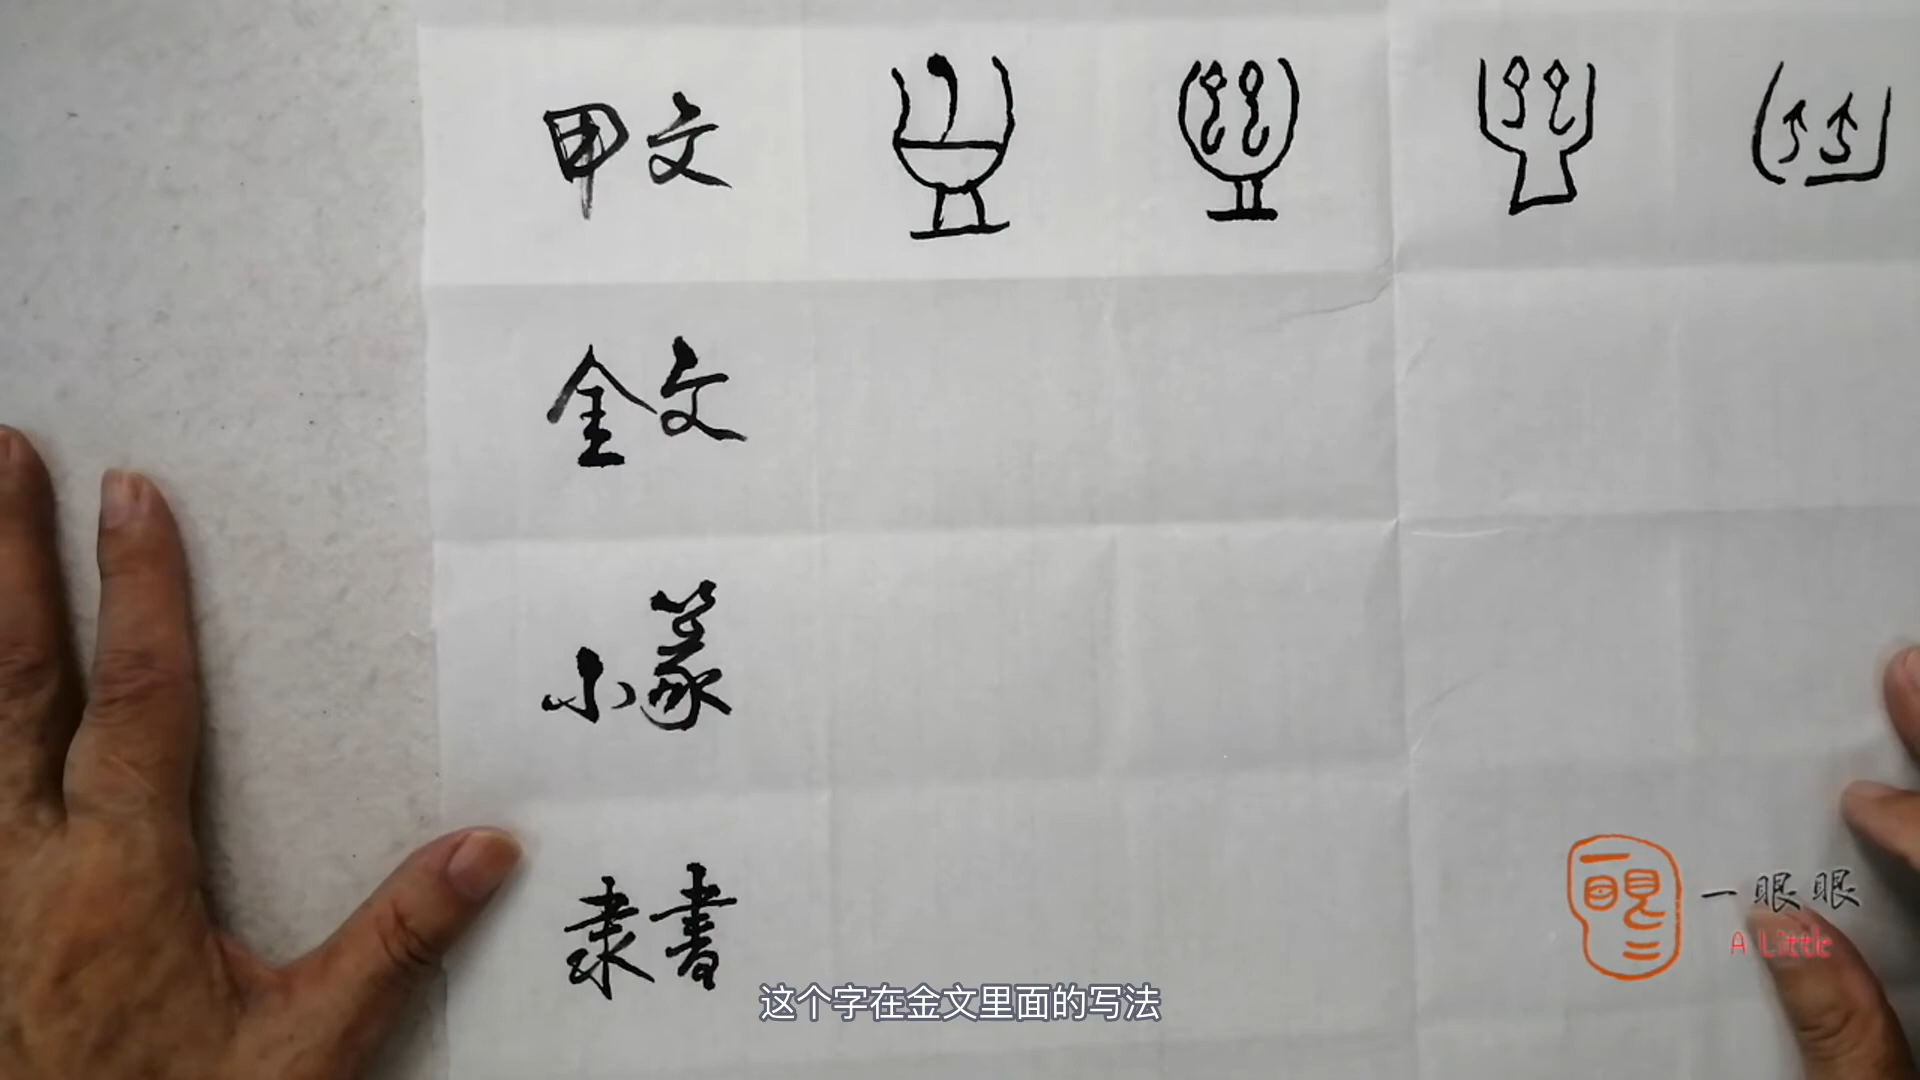 甲文
金文
小篆
隶書
一眼眼
A Little
这个字在金文里面的写法